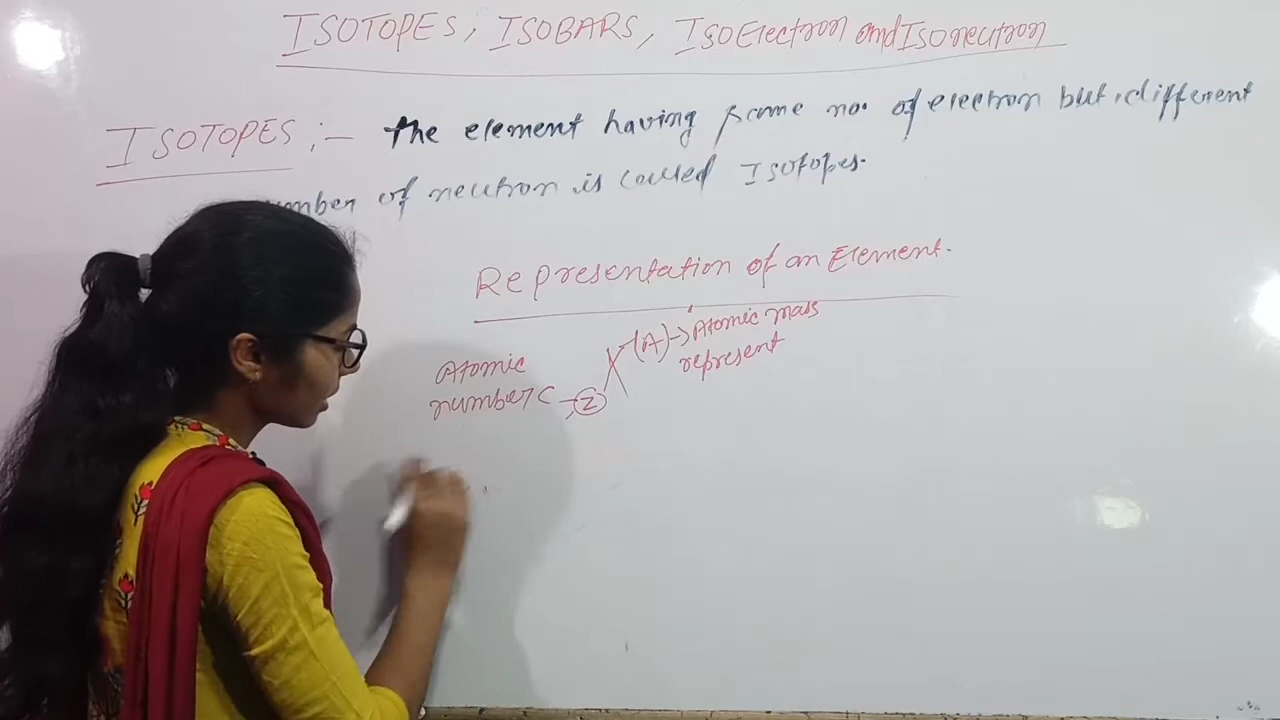 ISOTOPES, ISOBARS, IsoElectron and Isoneutron
ISOTOPES :- The element having same no. of electron but different
number of neutron is called Isotopes.
Representation of an Element.
(A) → Atomic mass
represent
X
Atomic
number ← Z